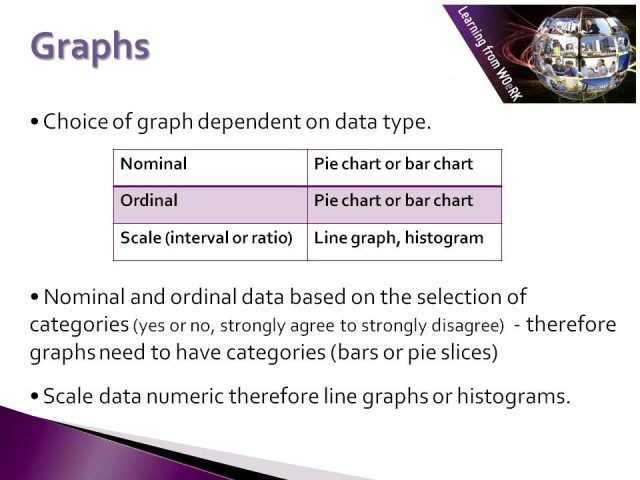 Graphs
Learning from WOeRK
• Choice of graph dependent on data type.
Nominal Pie chart or bar chart
Ordinal Pie chart or bar chart
Scale (interval or ratio) Line graph, histogram
• Nominal and ordinal data based on the selection of
categories (yes or no, strongly agree to strongly disagree) - therefore
graphs need to have categories (bars or pie slices)
• Scale data numeric therefore line graphs or histograms.